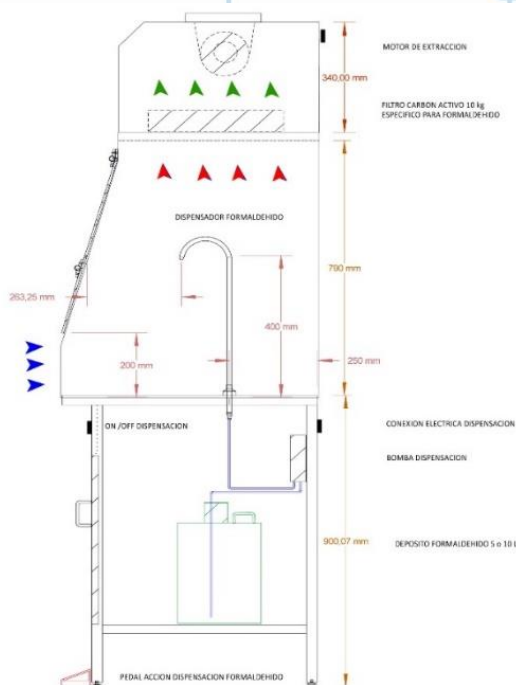 MOTOR DE EXTRACCION
340,00 mm
FILTRO CARBON ACTIVO 10 kg
ESPECIFICO PARA FORMALDEHIDO
DISPENSADOR FORMALDEHIDO
780 mm
263,25 mm
400 mm
200 mm
250 mm
ON /OFF DISPENSACION
CONEXION ELECTRICA DISPENSACION
BOMBA DISPENSACION
900,07 mm
DEPOSITO FORMALDEHIDO 5 o 10 L
PEDAL ACCION DISPENSACION FORMALDEHIDO